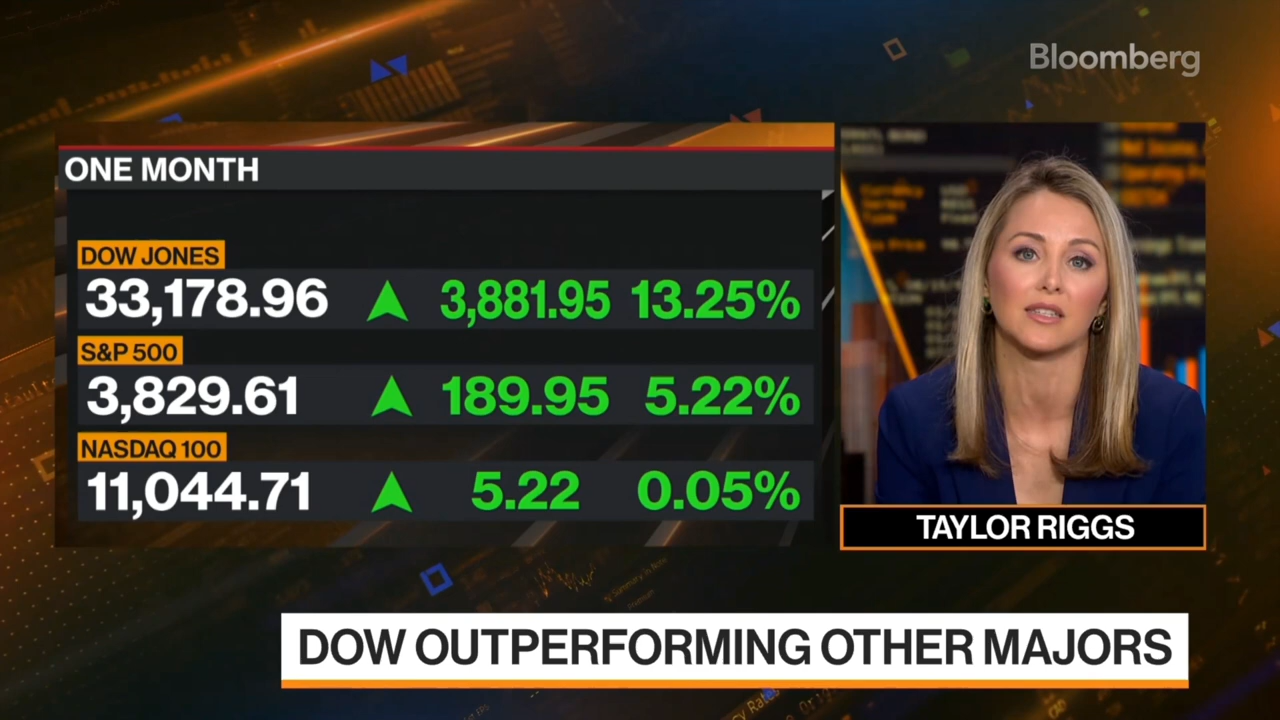 Bloomberg
ONE MONTH
DOW JONES
33,178.96 ▲ 3,881.95 13.25%
S&P 500
3,829.61 ▲ 189.95 5.22%
NASDAQ 100
11,044.71 ▲ 5.22 0.05%
TAYLOR RIGGS
DOW OUTPERFORMING OTHER MAJORS